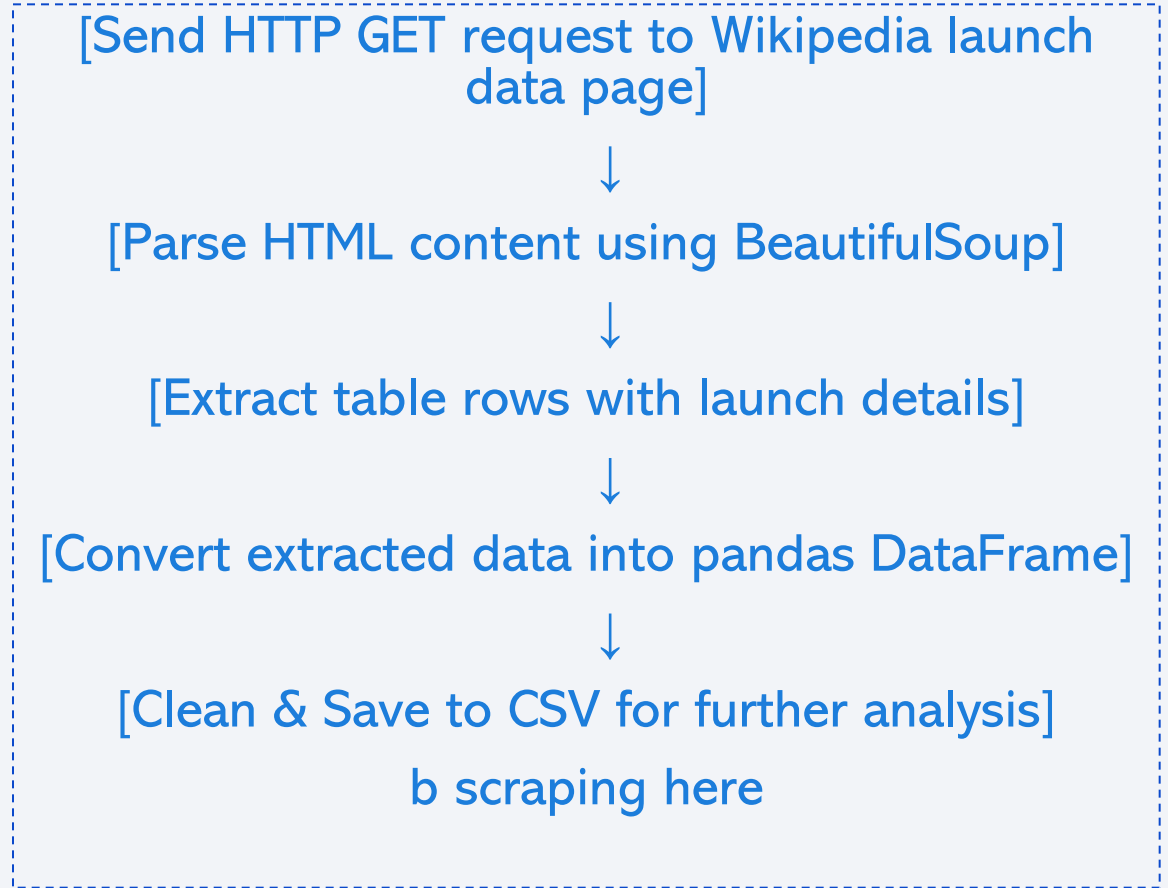 [Send HTTP GET request to Wikipedia launch
data page]
↓
[Parse HTML content using BeautifulSoup]
↓
[Extract table rows with launch details]
↓
[Convert extracted data into pandas DataFrame]
↓
[Clean & Save to CSV for further analysis]
b scraping here